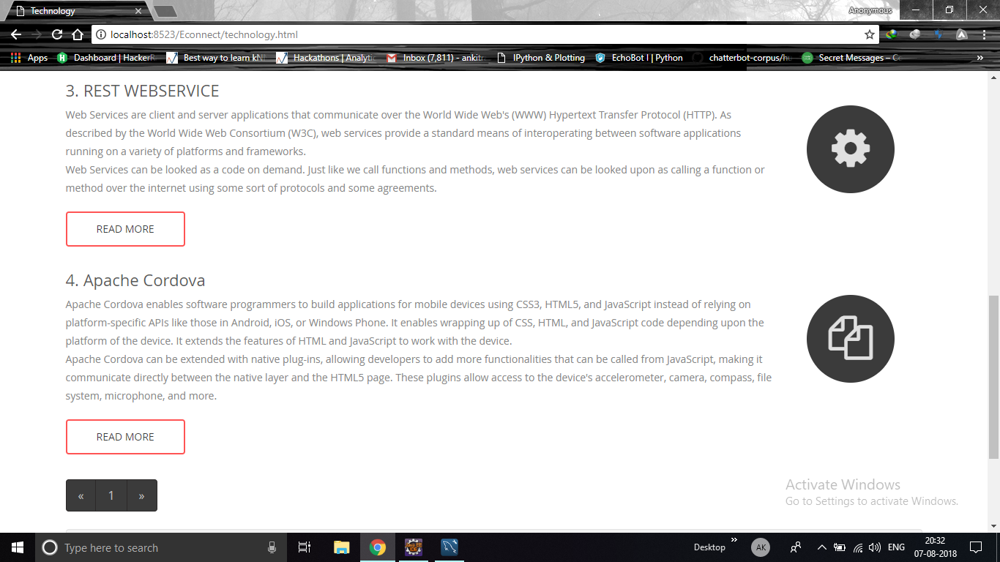 Technology
Anonymous
localhost:8523/Econnect/technology.html
Apps Dashboard | HackerR Best way to learn kN Hackathons | Analytic Inbox (7,811) - ankitr IPython & Plotting EchoBot I | Python chatterbot-corpus/ Secret Messages – C »
3. REST WEBSERVICE
Web Services are client and server applications that communicate over the World Wide Web's (WWW) Hypertext Transfer Protocol (HTTP). As
described by the World Wide Web Consortium (W3C), web services provide a standard means of interoperating between software applications
running on a variety of platforms and frameworks.
Web Services can be looked as a code on demand. Just like we call functions and methods, web services can be looked upon as calling a function or
method over the internet using some sort of protocols and some agreements.
READ MORE
4. Apache Cordova
Apache Cordova enables software programmers to build applications for mobile devices using CSS3, HTML5, and JavaScript instead of relying on
platform-specific APIs like those in Android, iOS, or Windows Phone. It enables wrapping up of CSS, HTML, and JavaScript code depending upon the
platform of the device. It extends the features of HTML and JavaScript to work with the device.
Apache Cordova can be extended with native plug-ins, allowing developers to add more functionalities that can be called from JavaScript, making it
communicate directly between the native layer and the HTML5 page. These plugins allow access to the device's accelerometer, camera, compass, file
system, microphone, and more.
READ MORE
« 1 »
Activate Windows
Go to Settings to activate Windows.
Type here to search
Desktop » AK ENG 20:32
07-08-2018